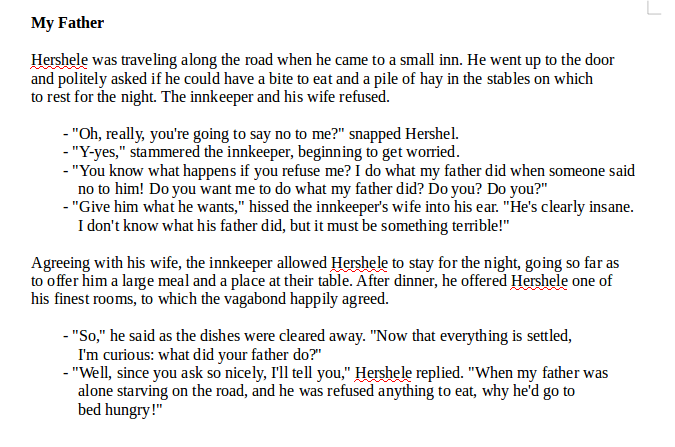 My Father
Hershele was traveling along the road when he came to a small inn. He went up to the door
and politely asked if he could have a bite to eat and a pile of hay in the stables on which
to rest for the night. The innkeeper and his wife refused.
- "Oh, really, you're going to say no to me?" snapped Hershel.
- "Y-yes," stammered the innkeeper, beginning to get worried.
- "You know what happens if you refuse me? I do what my father did when someone said
no to him! Do you want me to do what my father did? Do you? Do you?"
- "Give him what he wants," hissed the innkeeper's wife into his ear. "He's clearly insane.
I don't know what his father did, but it must be something terrible!"
Agreeing with his wife, the innkeeper allowed Hershele to stay for the night, going so far as
to offer him a large meal and a place at their table. After dinner, he offered Hershele one of
his finest rooms, to which the vagabond happily agreed.
- "So," he said as the dishes were cleared away. "Now that everything is settled,
I'm curious: what did your father do?"
- "Well, since you ask so nicely, I'll tell you," Hershele replied. "When my father was
alone starving on the road, and he was refused anything to eat, why he'd go to
bed hungry!"